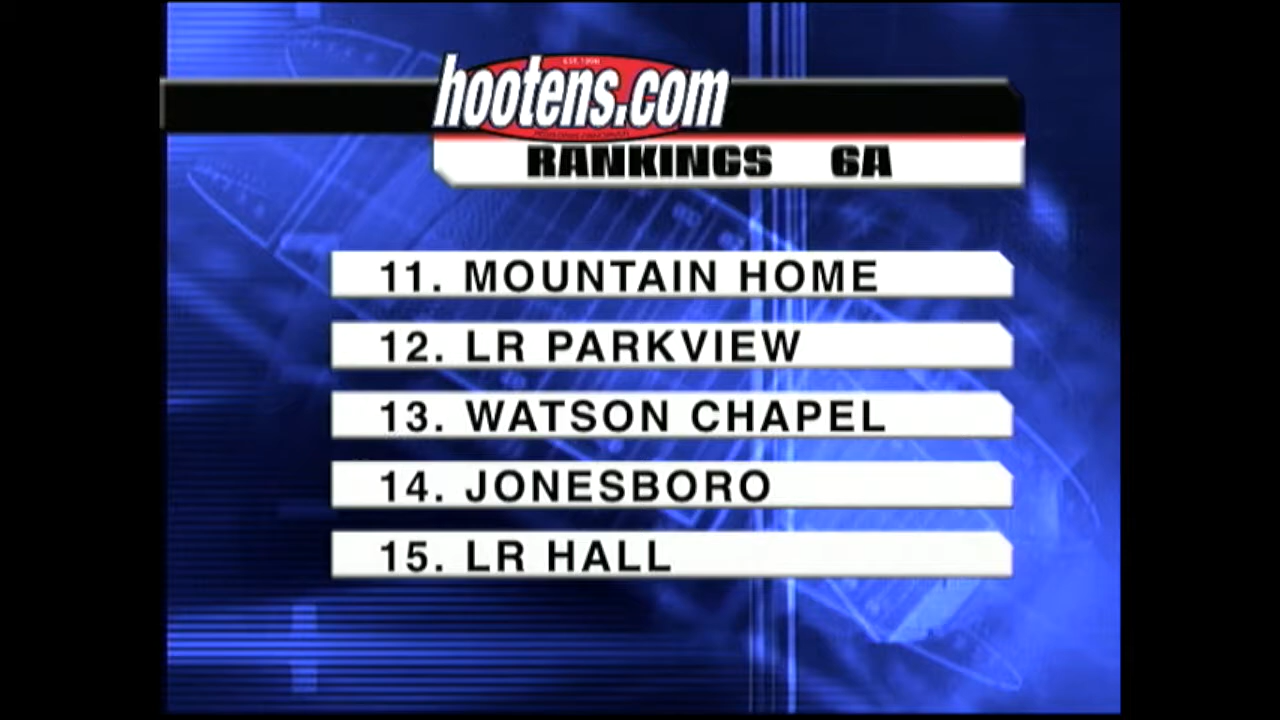 hootens.com
RANKINGS 6A
11. MOUNTAIN HOME
12. LR PARKVIEW
13. WATSON CHAPEL
14. JONESBORO
15. LR HALL